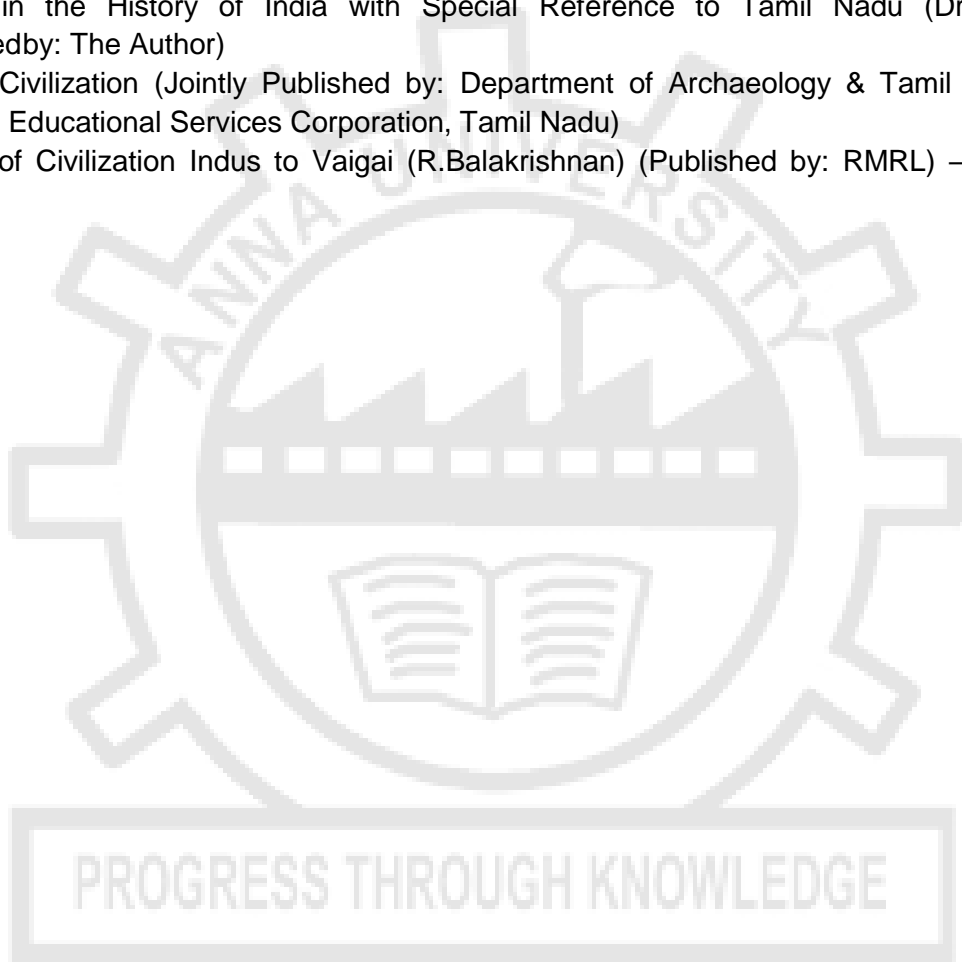 in the History of India with Special Reference to Tamil Nadu (Dr
edby: The Author)
Civilization (Jointly Published by: Department of Archaeology & Tamil
Educational Services Corporation, Tamil Nadu)
of Civilization Indus to Vaigai (R.Balakrishnan) (Published by: RMRL) –
ANNA UNIVERSITY
PROGRESS THROUGH KNOWLEDGE